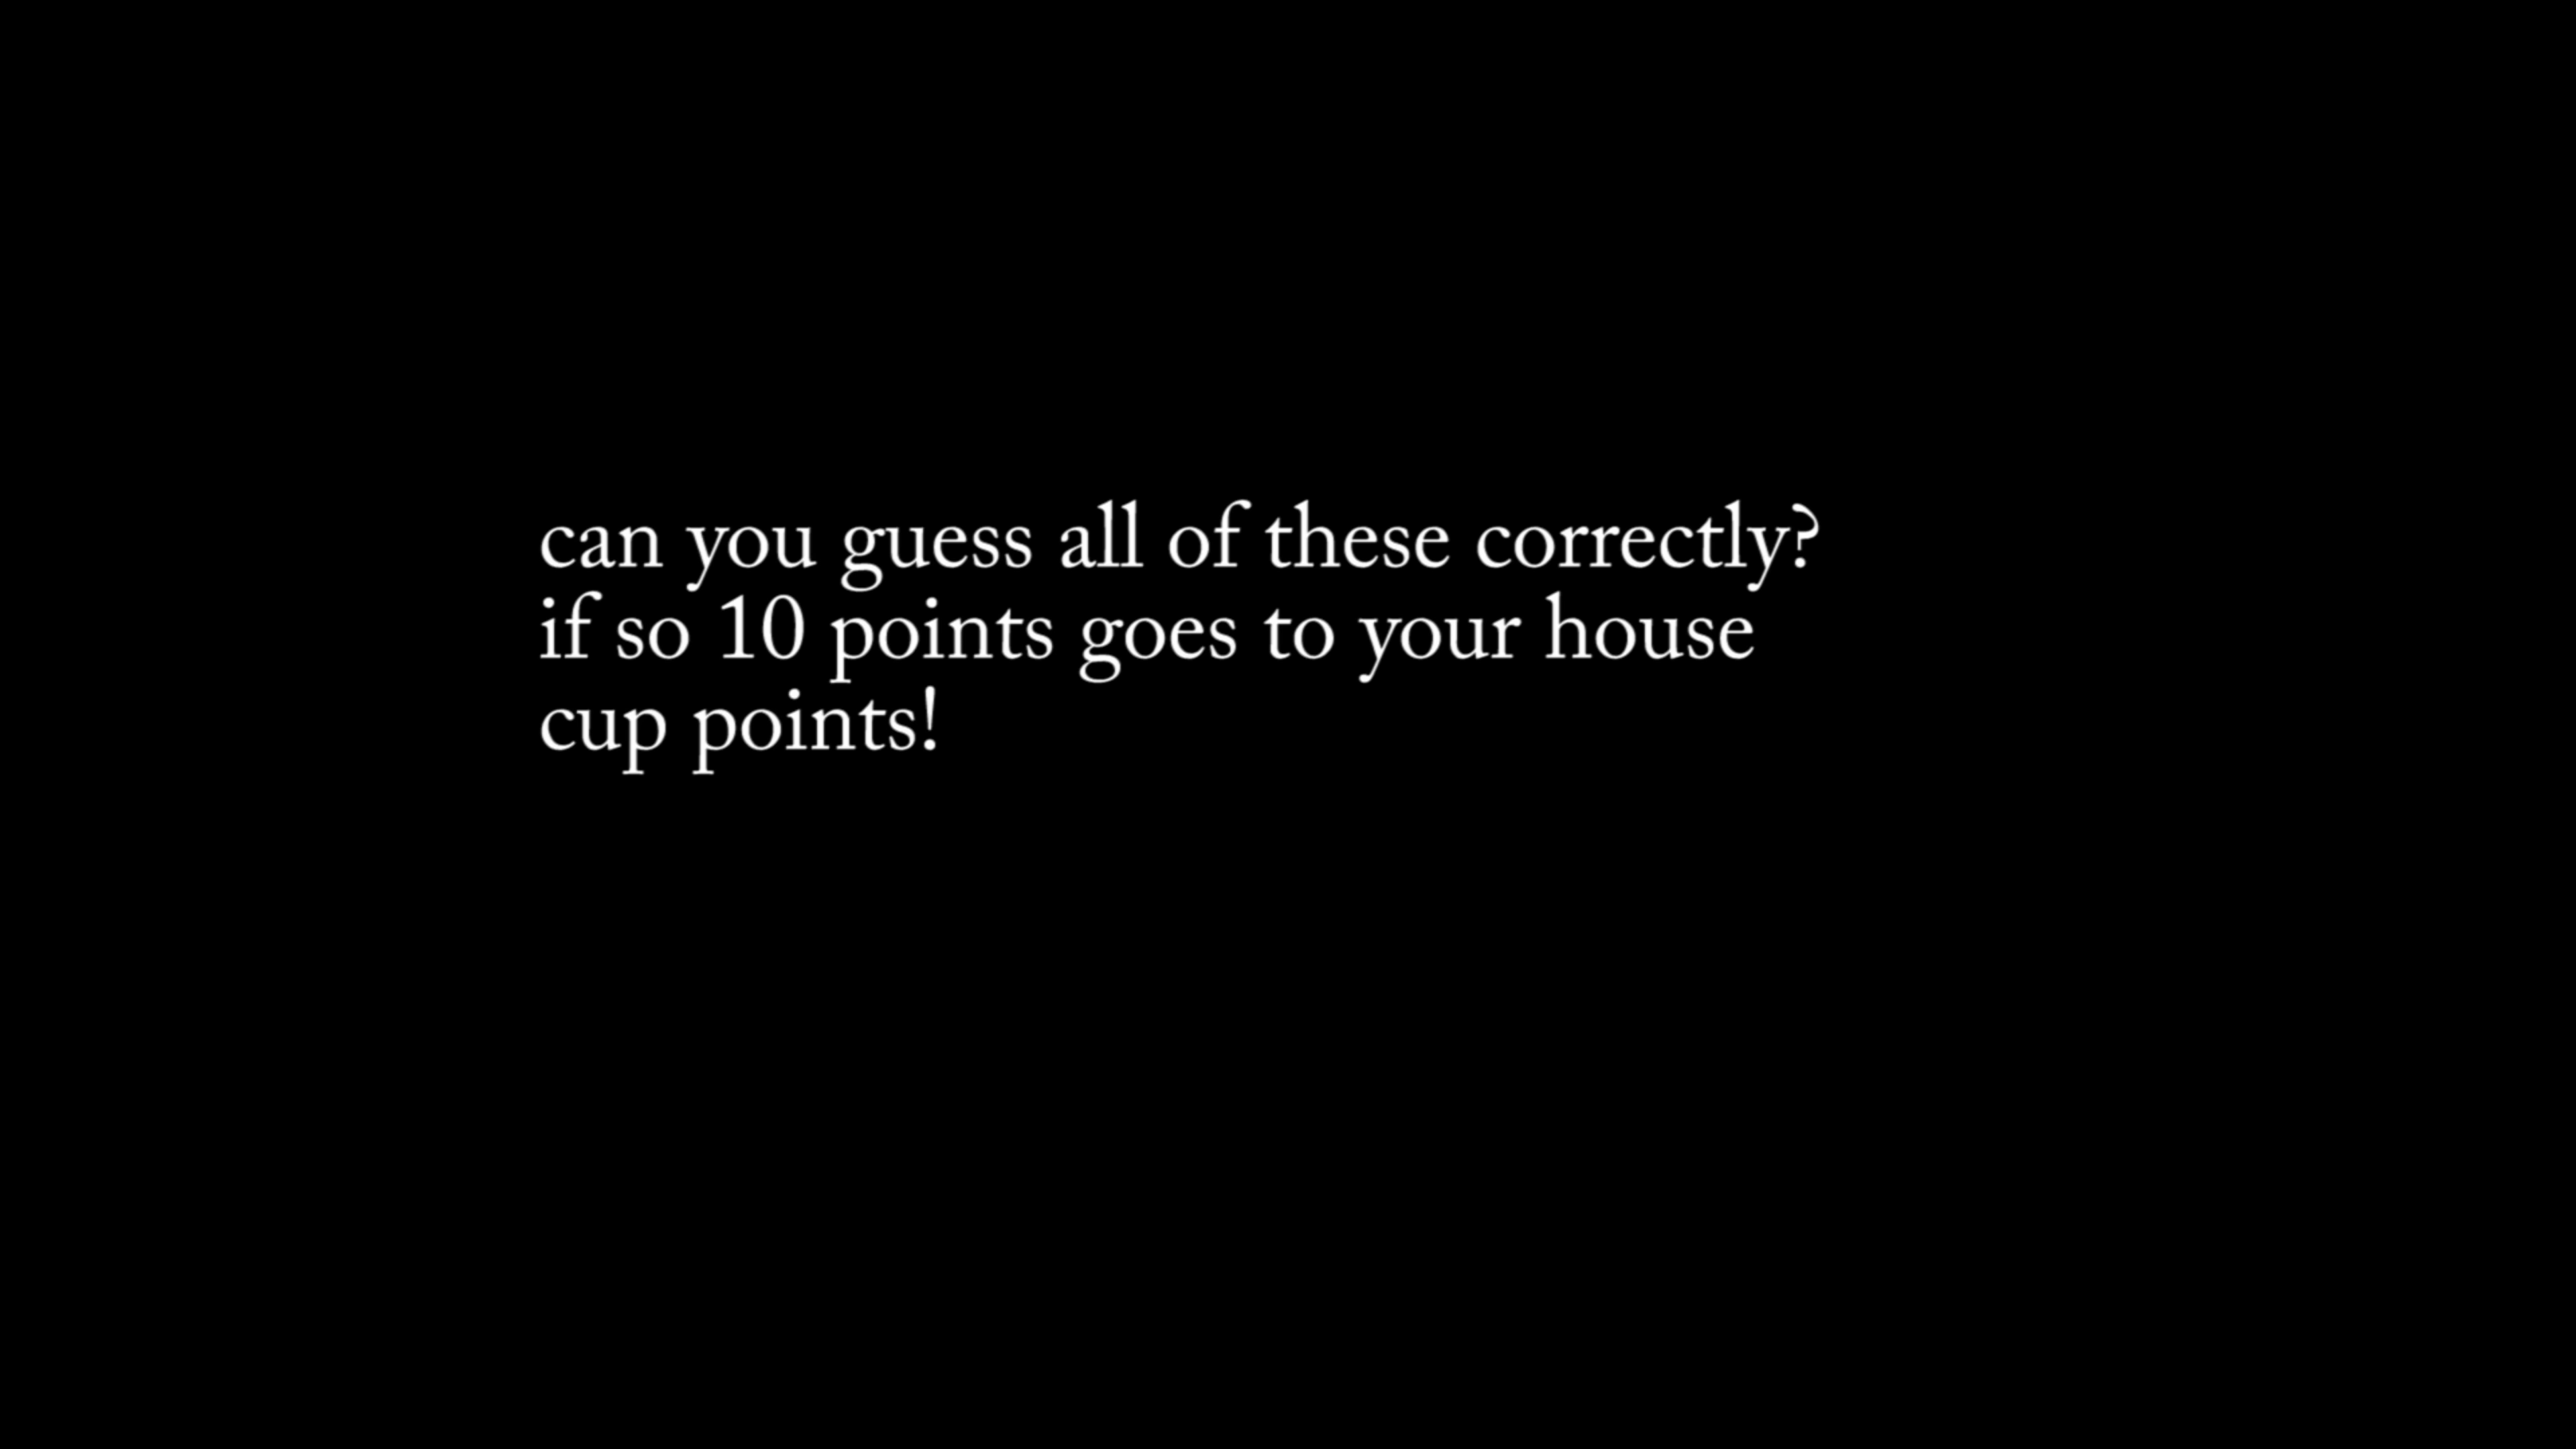 can you guess all of these correctly?
if so 10 points goes to your house
cup points!